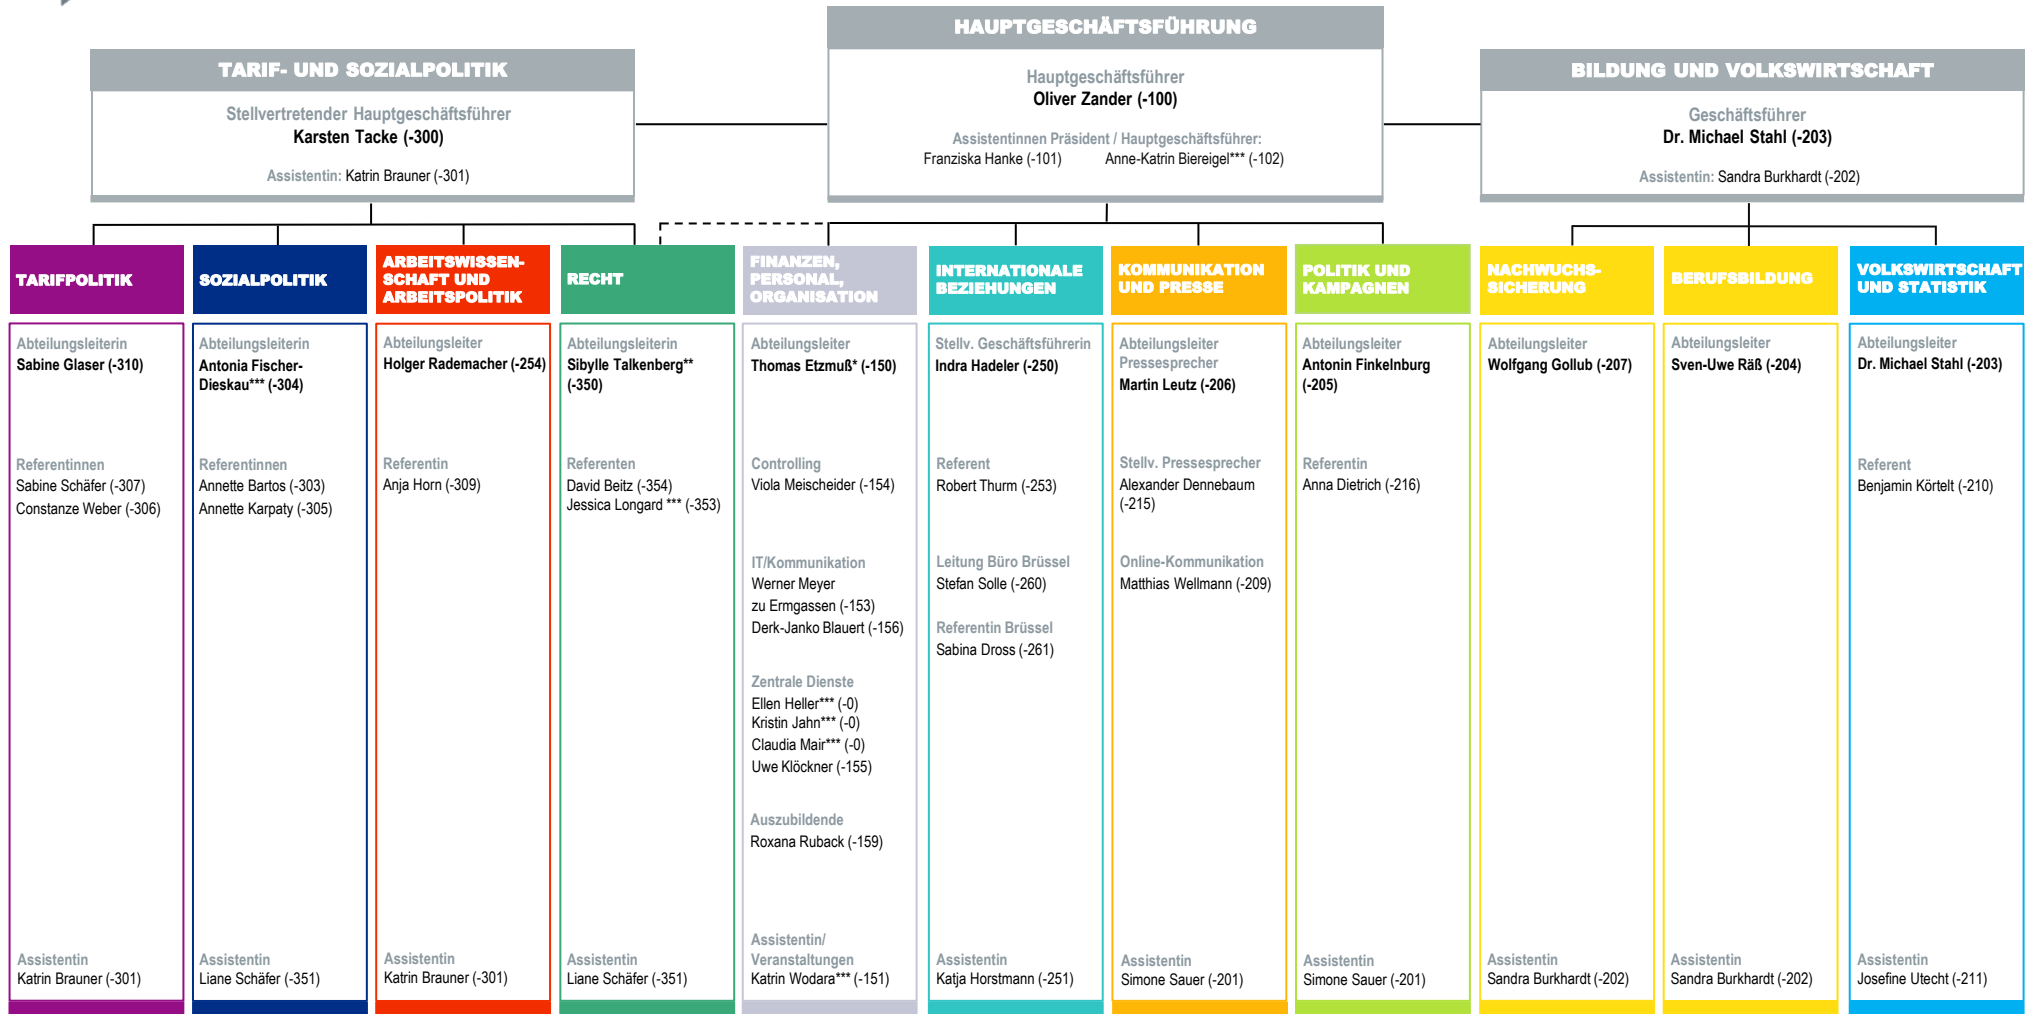 HAUPTGESCHÄFTSFÜHRUNG
Hauptgeschäftsführer
Oliver Zander (-100)
Assistentinnen Präsident / Hauptgeschäftsführer:
Franziska Hanke (-101) Anne-Katrin Biereigel*** (-102)
TARIF- UND SOZIALPOLITIK
Stellvertretender Hauptgeschäftsführer
Karsten Tacke (-300)
Assistentin: Katrin Brauner (-301)
BILDUNG UND VOLKSWIRTSCHAFT
Geschäftsführer
Dr. Michael Stahl (-203)
Assistentin: Sandra Burkhardt (-202)
TARIFPOLITIK
Abteilungsleiterin
Sabine Glaser (-310)
Referentinnen
Sabine Schäfer (-307)
Constanze Weber (-306)
Assistentin
Katrin Brauner (-301)
SOZIALPOLITIK
Abteilungsleiterin
Antonia Fischer-
Dieskau*** (-304)
Referentinnen
Annette Bartos (-303)
Annette Karpaty (-305)
Assistentin
Liane Schäfer (-351)
ARBEITSWISSEN-
SCHAFT UND
ARBEITSPOLITIK
Abteilungsleiter
Holger Rademacher (-254)
Referentin
Anja Horn (-309)
Assistentin
Katrin Brauner (-301)
RECHT
Abteilungsleiterin
Sibylle Talkenberg**
(-350)
Referenten
David Beitz (-354)
Jessica Longard *** (-353)
Assistentin
Liane Schäfer (-351)
FINANZEN,
PERSONAL,
ORGANISATION
Abteilungsleiter
Thomas Etzmuß* (-150)
Controlling
Viola Meischeider (-154)
IT/Kommunikation
Werner Meyer
zu Ermgassen (-153)
Derk-Janko Blauert (-156)
Zentrale Dienste
Ellen Heller*** (-0)
Kristin Jahn*** (-0)
Claudia Mair*** (-0)
Uwe Klöckner (-155)
Auszubildende
Roxana Ruback (-159)
Assistentin/
Veranstaltungen
Katrin Wodara*** (-151)
INTERNATIONALE
BEZIEHUNGEN
Stellv. Geschäftsführerin
Indra Hadeler (-250)
Referent
Robert Thurm (-253)
Leitung Büro Brüssel
Stefan Solle (-260)
Referentin Brüssel
Sabina Dross (-261)
Assistentin
Katja Horstmann (-251)
KOMMUNIKATION
UND PRESSE
Abteilungsleiter
Pressesprecher
Martin Leutz (-206)
Stellv. Pressesprecher
Alexander Dennebaum
(-215)
Online-Kommunikation
Matthias Wellmann (-209)
Assistentin
Simone Sauer (-201)
POLITIK UND
KAMPAGNEN
Abteilungsleiter
Antonin Finkelnburg
(-205)
Referentin
Anna Dietrich (-216)
Assistentin
Simone Sauer (-201)
NACHWUCHS-
SICHERUNG
Abteilungsleiter
Wolfgang Gollub (-207)
Assistentin
Sandra Burkhardt (-202)
BERUFSBILDUNG
Abteilungsleiter
Sven-Uwe Räß (-204)
Assistentin
Sandra Burkhardt (-202)
VOLKSWIRTSCHAFT
UND STATISTIK
Abteilungsleiter
Dr. Michael Stahl (-203)
Referent
Benjamin Körtelt (-210)
Assistentin
Josefine Utecht (-211)